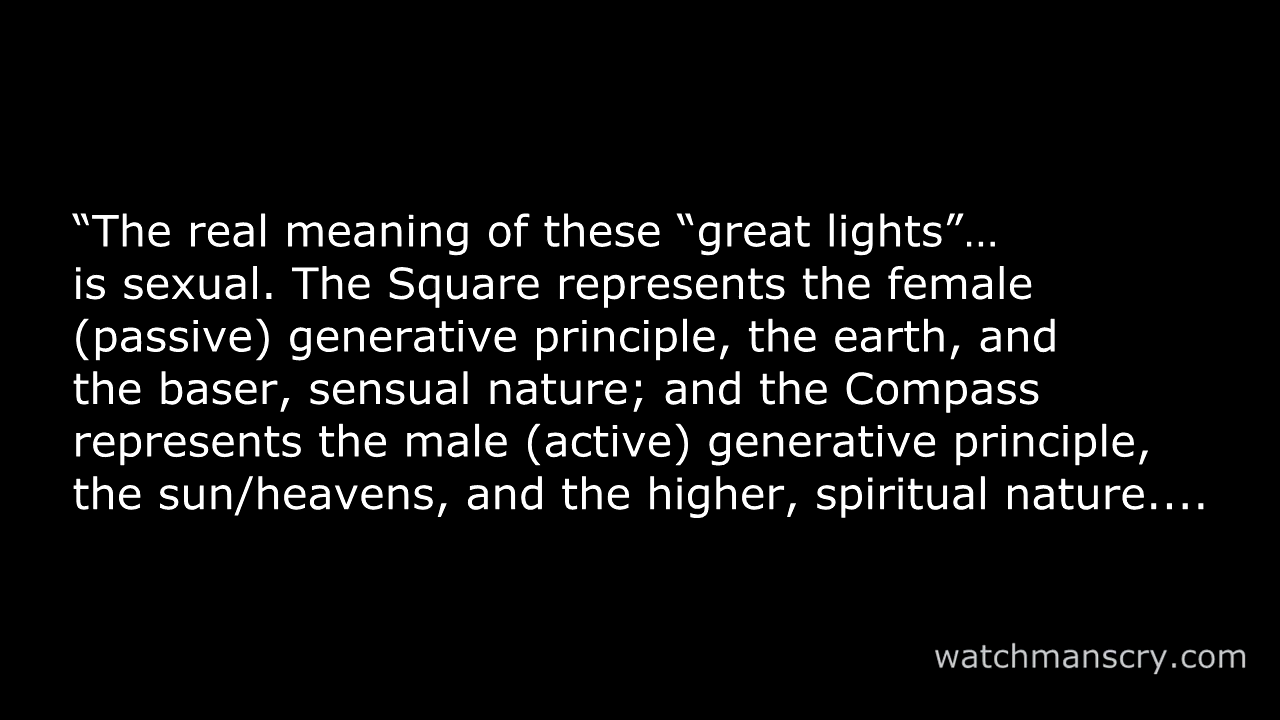 “The real meaning of these “great lights”…
is sexual. The Square represents the female
(passive) generative principle, the earth, and
the baser, sensual nature; and the Compass
represents the male (active) generative principle,
the sun/heavens, and the higher, spiritual nature....
watchmanscry.com